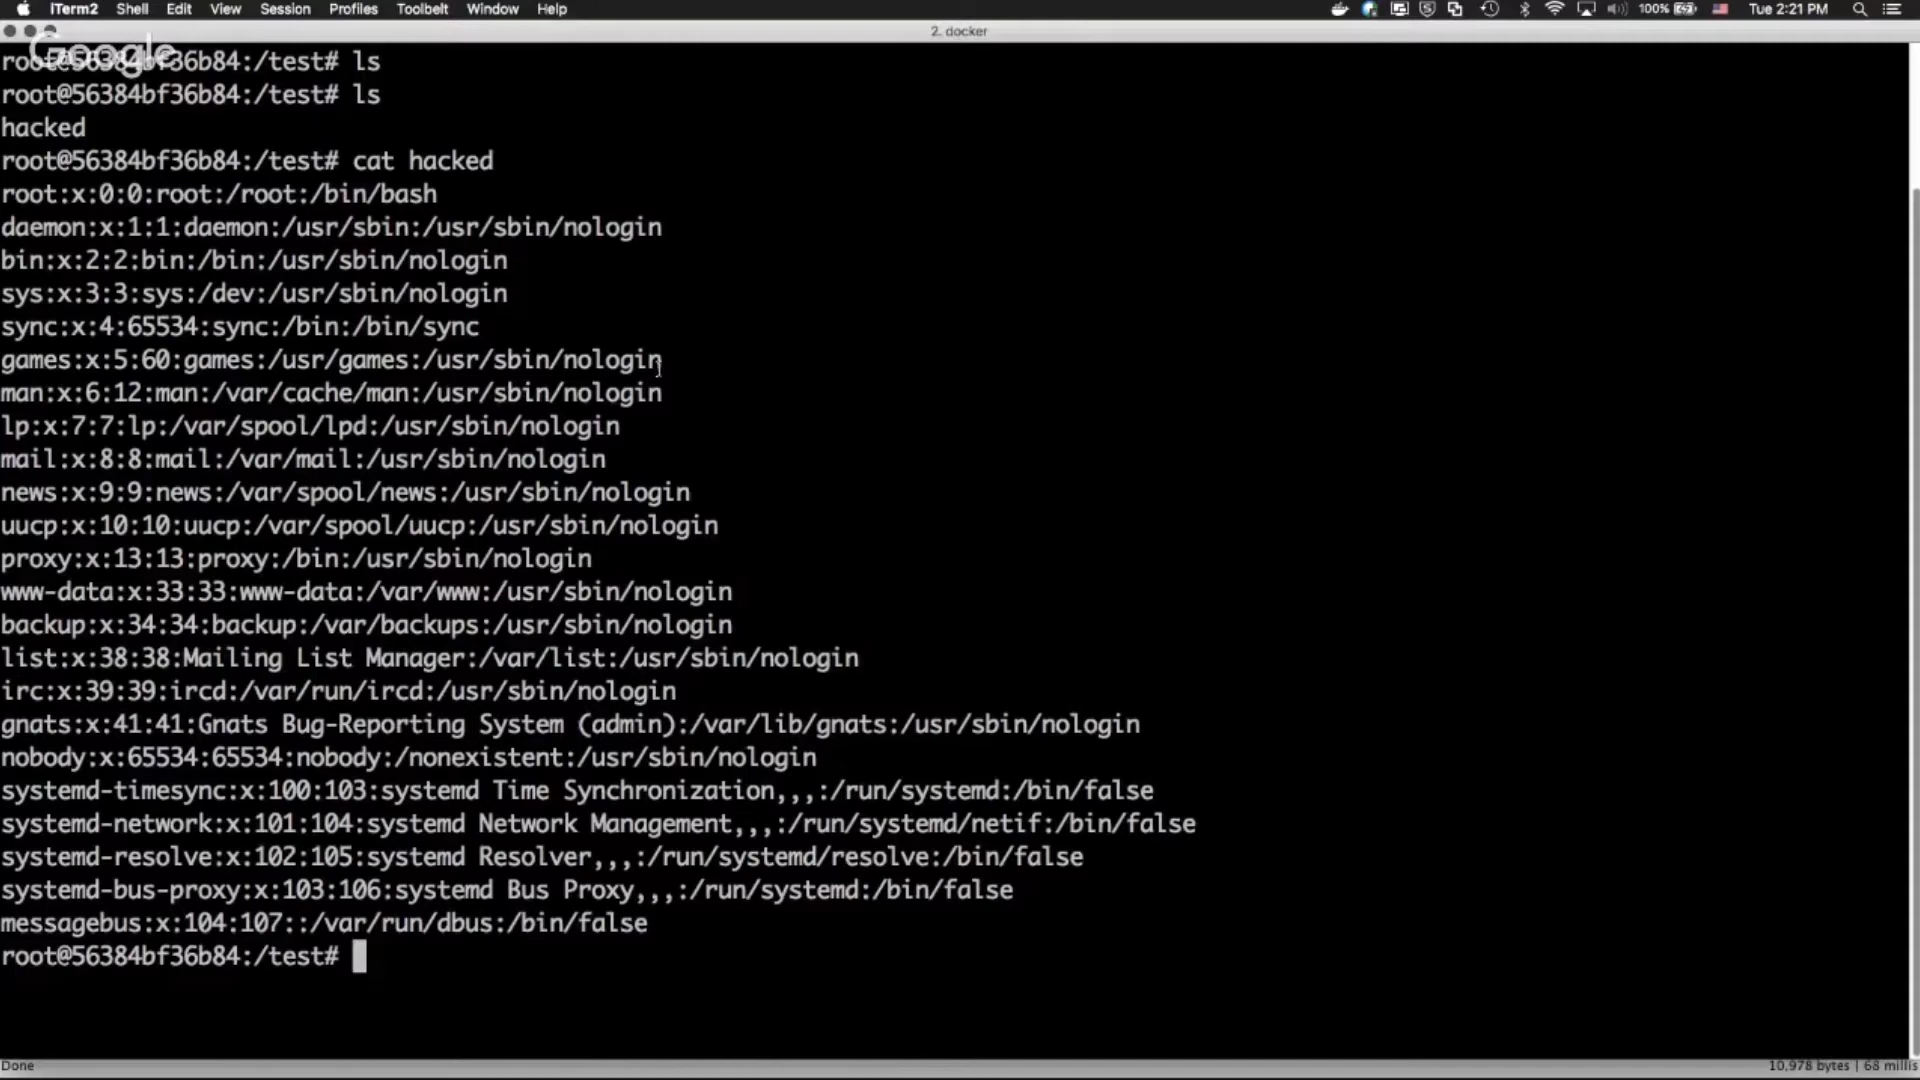 iTerm2 Shell Edit View Session Profiles Toolbelt Window Help 100% Tue 2:21 PM
2. docker
Google
root@56384bf36b84:/test# ls
root@56384bf36b84:/test# ls
hacked
root@56384bf36b84:/test# cat hacked
root:x:0:0:root:/root:/bin/bash
daemon:x:1:1:daemon:/usr/sbin:/usr/sbin/nologin
bin:x:2:2:bin:/bin:/usr/sbin/nologin
sys:x:3:3:sys:/dev:/usr/sbin/nologin
sync:x:4:65534:sync:/bin:/bin/sync
games:x:5:60:games:/usr/games:/usr/sbin/nologin
man:x:6:12:man:/var/cache/man:/usr/sbin/nologin
lp:x:7:7:lp:/var/spool/lpd:/usr/sbin/nologin
mail:x:8:8:mail:/var/mail:/usr/sbin/nologin
news:x:9:9:news:/var/spool/news:/usr/sbin/nologin
uucp:x:10:10:uucp:/var/spool/uucp:/usr/sbin/nologin
proxy:x:13:13:proxy:/bin:/usr/sbin/nologin
www-data:x:33:33:www-data:/var/www:/usr/sbin/nologin
backup:x:34:34:backup:/var/backups:/usr/sbin/nologin
list:x:38:38:Mailing List Manager:/var/list:/usr/sbin/nologin
irc:x:39:39:ircd:/var/run/ircd:/usr/sbin/nologin
gnats:x:41:41:Gnats Bug-Reporting System (admin):/var/lib/gnats:/usr/sbin/nologin
nobody:x:65534:65534:nobody:/nonexistent:/usr/sbin/nologin
systemd-timesync:x:100:103:systemd Time Synchronization,,,:/run/systemd:/bin/false
systemd-network:x:101:104:systemd Network Management,,,:/run/systemd/netif:/bin/false
systemd-resolve:x:102:105:systemd Resolver,,,:/run/systemd/resolve:/bin/false
systemd-bus-proxy:x:103:106:systemd Bus Proxy,,,:/run/systemd:/bin/false
messagebus:x:104:107::/var/run/dbus:/bin/false
root@56384bf36b84:/test#
Done 10,978 bytes | 68 millis